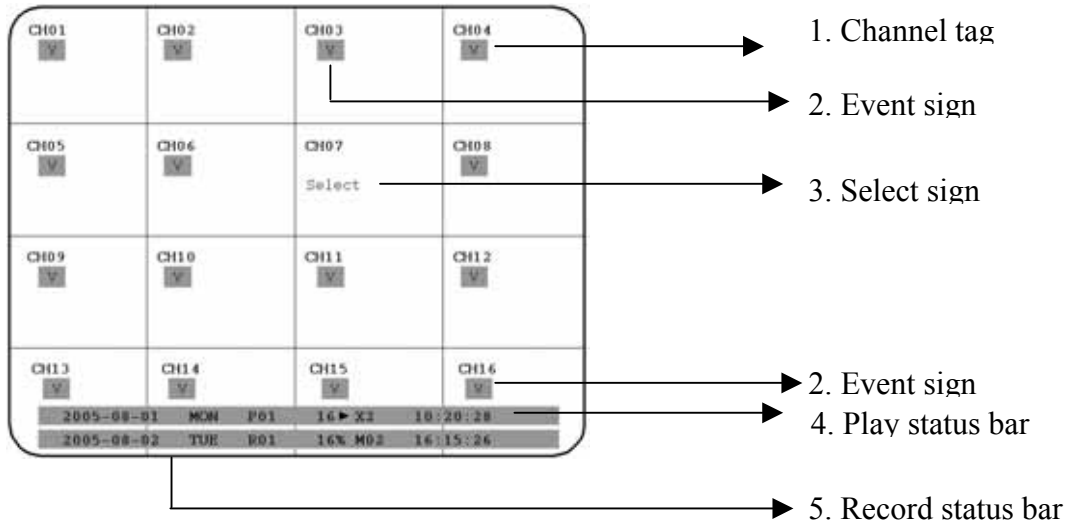 CH01 CH02 CH03 CH04
V V V V
1. Channel tag
2. Event sign
CH05 CH06 CH07 CH08
V V Select V
3. Select sign
CH09 CH10 CH11 CH12
V V V V
CH13 CH14 CH15 CH16
V V V V
2. Event sign
2005-08-01 MON P01 16► X2 10:20:28
4. Play status bar
2005-08-02 TUE R01 16% M02 16:15:26
5. Record status bar